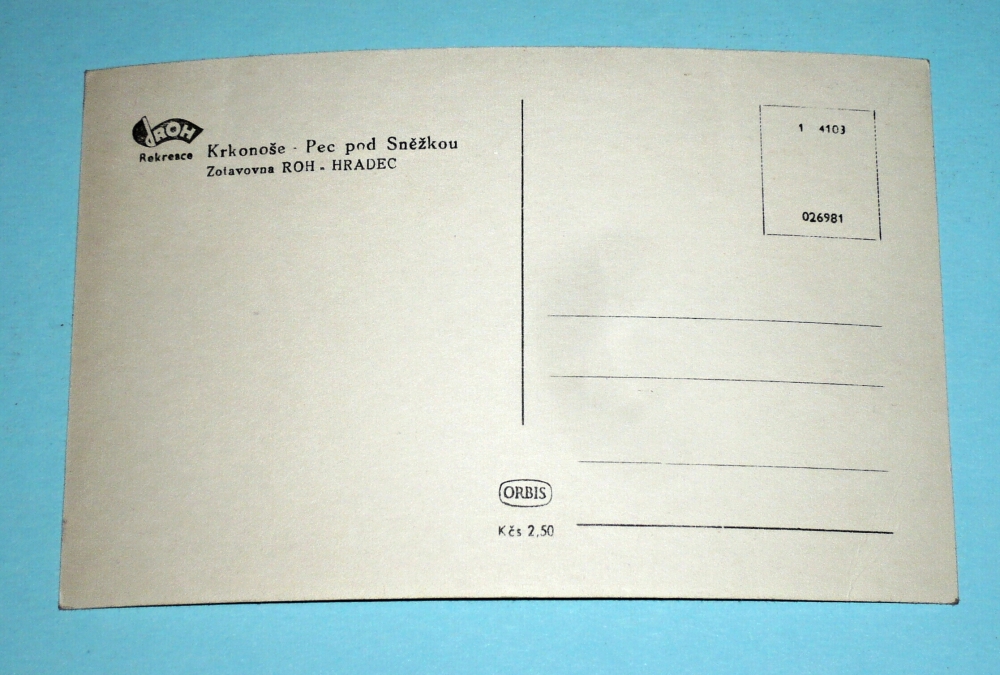 ROH
Rekreace
Krkonoše - Pec pod Sněžkou
Zotavovna ROH - HRADEC
1 4103
026981
ORBIS
Kčs 2,50